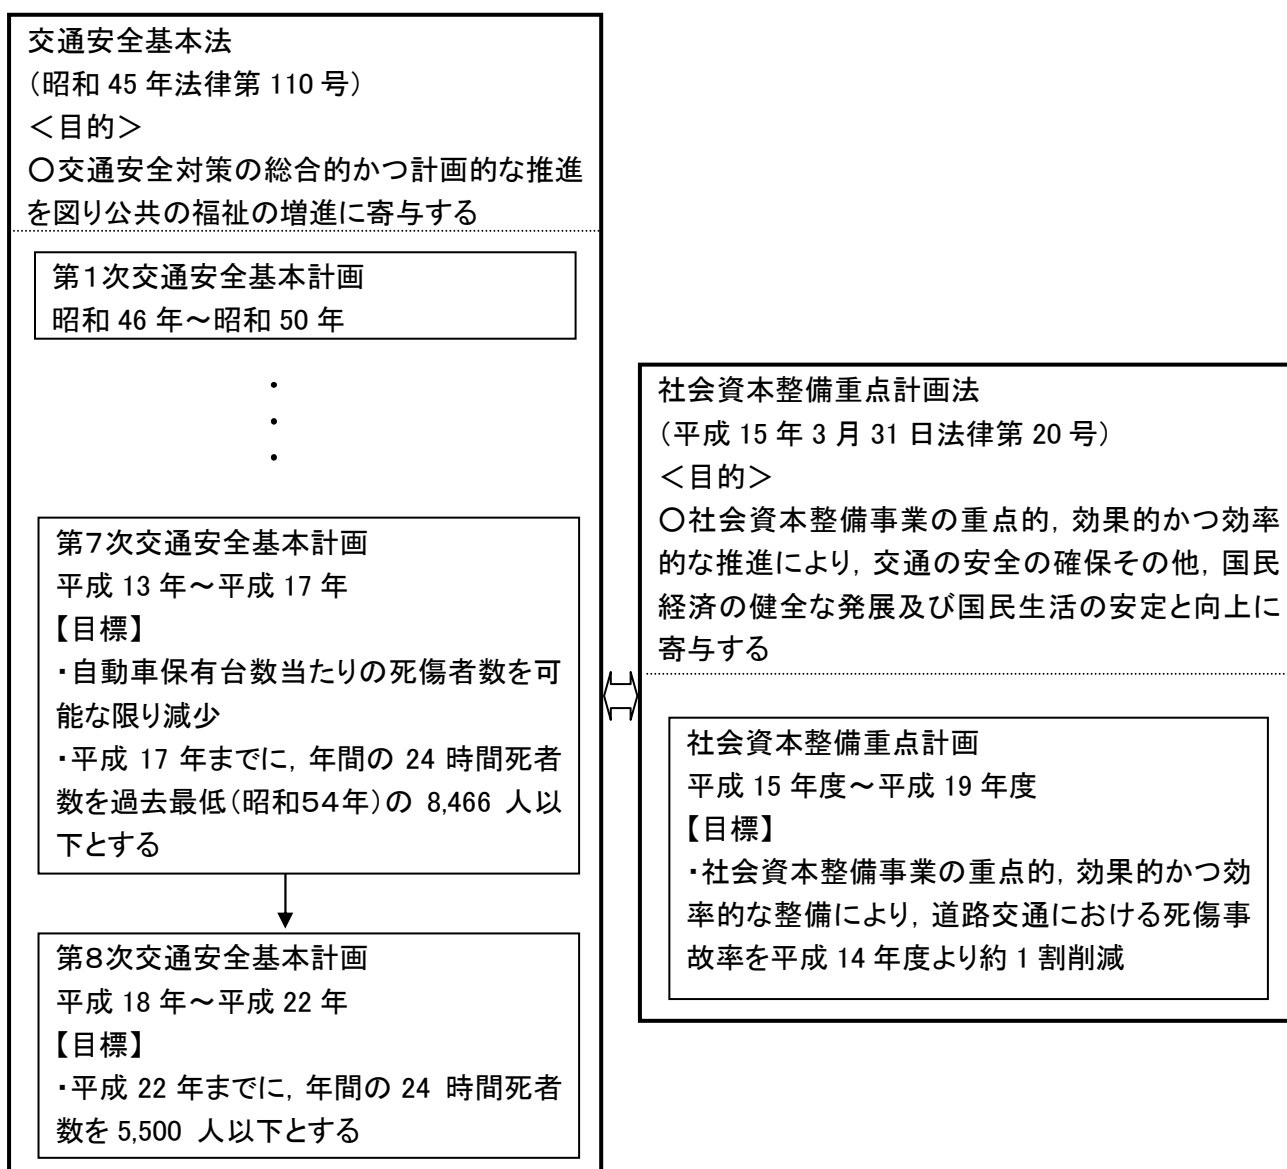 交通安全基本法
（昭和 45 年法律第 110 号）
＜目的＞
○交通安全対策の総合的かつ計画的な推進
を図り公共の福祉の増進に寄与する
第１次交通安全基本計画
昭和 46 年～昭和 50 年
・
・
・
第７次交通安全基本計画
平成 13 年～平成 17 年
【目標】
・自動車保有台数当たりの死傷者数を可
能な限り減少
・平成 17 年までに，年間の 24 時間死者
数を過去最低（昭和５４年）の 8,466 人以
下とする
第８次交通安全基本計画
平成 18 年～平成 22 年
【目標】
・平成 22 年までに，年間の 24 時間死者
数を 5,500 人以下とする
社会資本整備重点計画法
（平成 15 年 3 月 31 日法律第 20 号）
＜目的＞
○社会資本整備事業の重点的，効果的かつ効率
的な推進により，交通の安全の確保その他，国民
経済の健全な発展及び国民生活の安定と向上に
寄与する
社会資本整備重点計画
平成 15 年度～平成 19 年度
【目標】
・社会資本整備事業の重点的，効果的かつ効
率的な整備により，道路交通における死傷事
故率を平成 14 年度より約 1 割削減